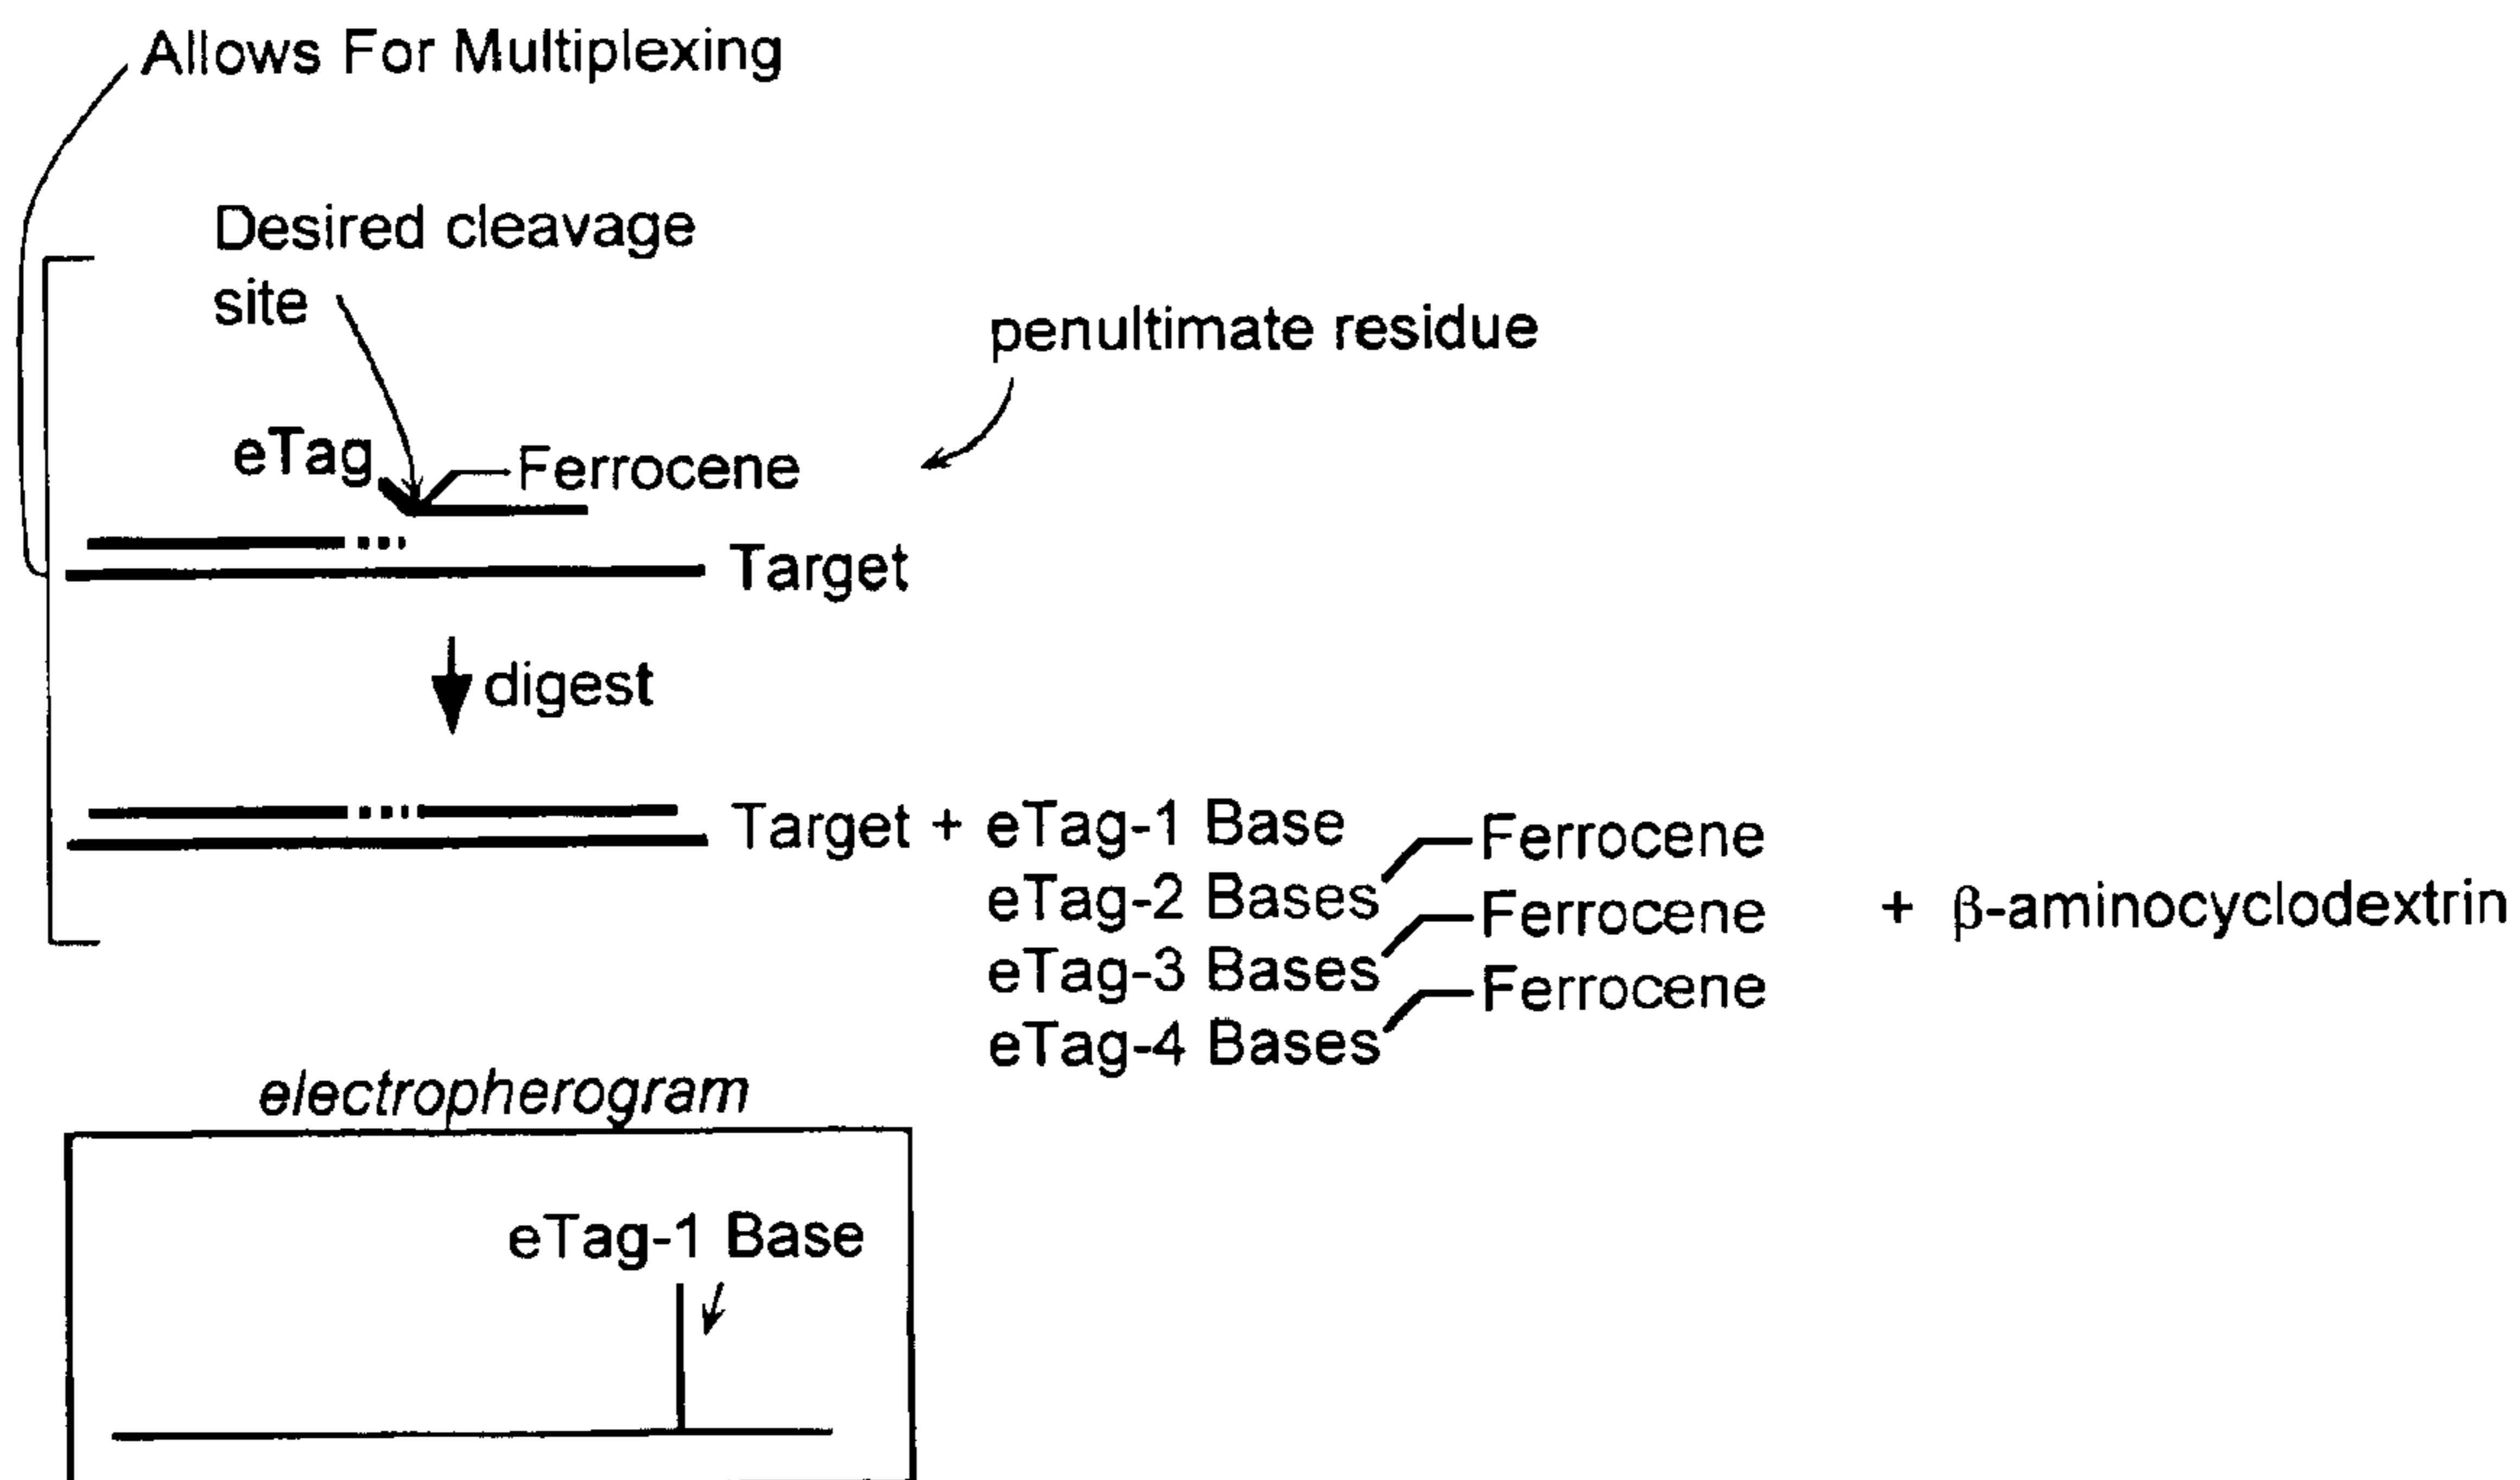 Allows For Multiplexing
Desired cleavage
site
penultimate residue
eTag
Ferrocene
Target
digest
Target + eTag-1 Base
Ferrocene
eTag-2 Bases
Ferrocene
+ β-aminocyclodextrin
eTag-3 Bases
Ferrocene
eTag-4 Bases
electropherogram
eTag-1 Base